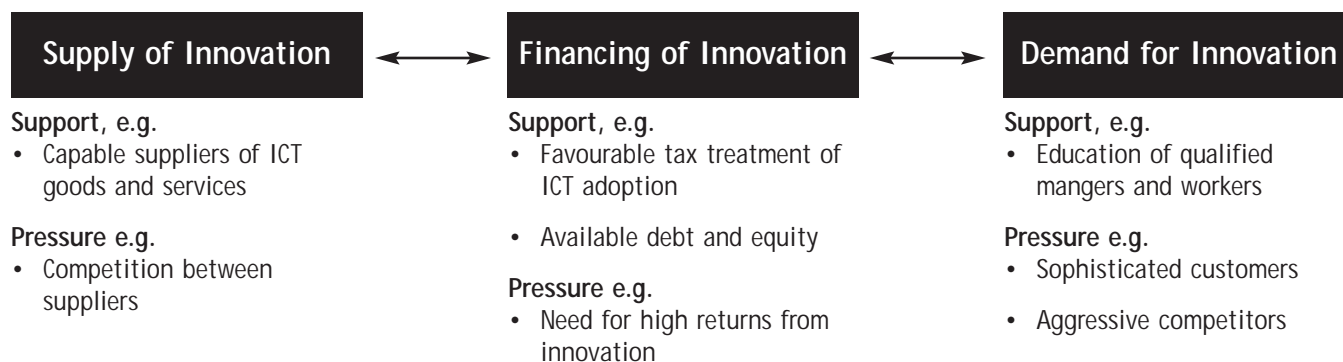 Supply of Innovation
Support, e.g.
• Capable suppliers of ICT
goods and services
Pressure e.g.
• Competition between
suppliers
Financing of Innovation
Support, e.g.
• Favourable tax treatment of
ICT adoption
• Available debt and equity
Pressure e.g.
• Need for high returns from
innovation
Demand for Innovation
Support, e.g.
• Education of qualified
mangers and workers
Pressure e.g.
• Sophisticated customers
• Aggressive competitors